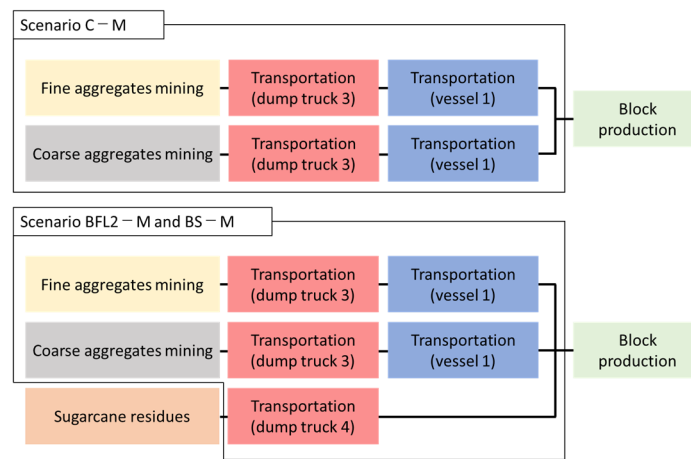 Scenario C－M
Fine aggregates mining
Transportation
(dump truck 3)
Transportation
(vessel 1)
Coarse aggregates mining
Transportation
(dump truck 3)
Transportation
(vessel 1)
Block
production
Scenario BFL2－M and BS－M
Fine aggregates mining
Transportation
(dump truck 3)
Transportation
(vessel 1)
Coarse aggregates mining
Transportation
(dump truck 3)
Transportation
(vessel 1)
Block
production
Sugarcane residues
Transportation
(dump truck 4)